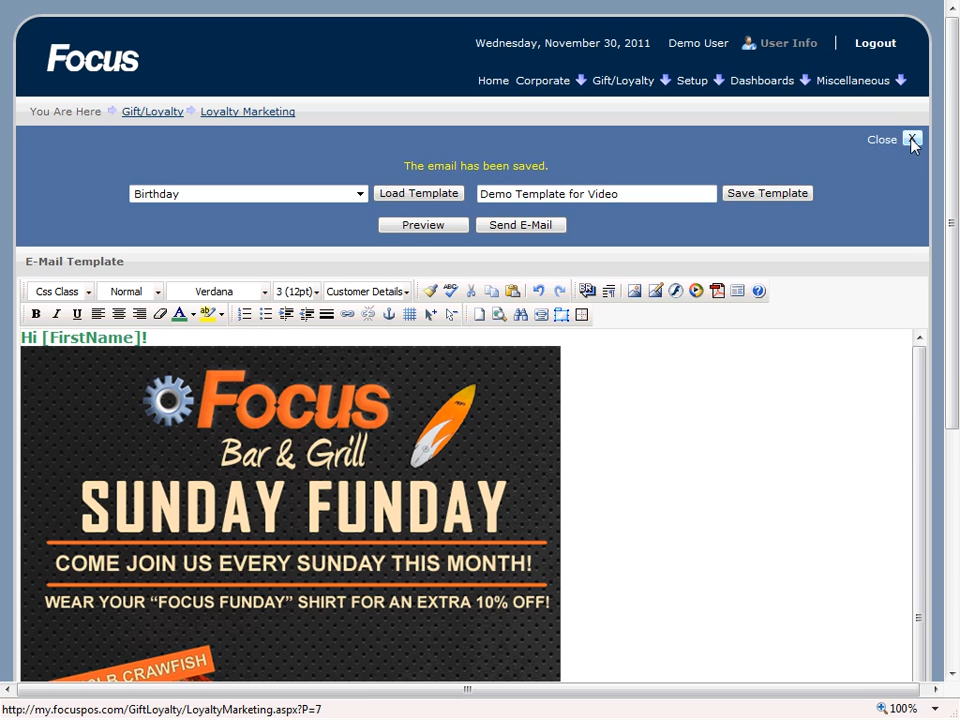 Focus
Wednesday, November 30, 2011 Demo User User Info | Logout
Home Corporate Gift/Loyalty Setup Dashboards Miscellaneous
You Are Here Gift/Loyalty Loyalty Marketing
Close X
The email has been saved.
Birthday Load Template Demo Template for Video Save Template
Preview Send E-Mail
E-Mail Template
Css Class Normal Verdana 3 (12pt) Customer Details
B I U A ab
Hi [FirstName]!
Focus
Bar & Grill
SUNDAY FUNDAY
COME JOIN US EVERY SUNDAY THIS MONTH!
WEAR YOUR “FOCUS FUNDAY” SHIRT FOR AN EXTRA 10% OFF!
CRAWFISH
http://my.focuspos.com/GiftLoyalty/LoyaltyMarketing.aspx?P=7 100%